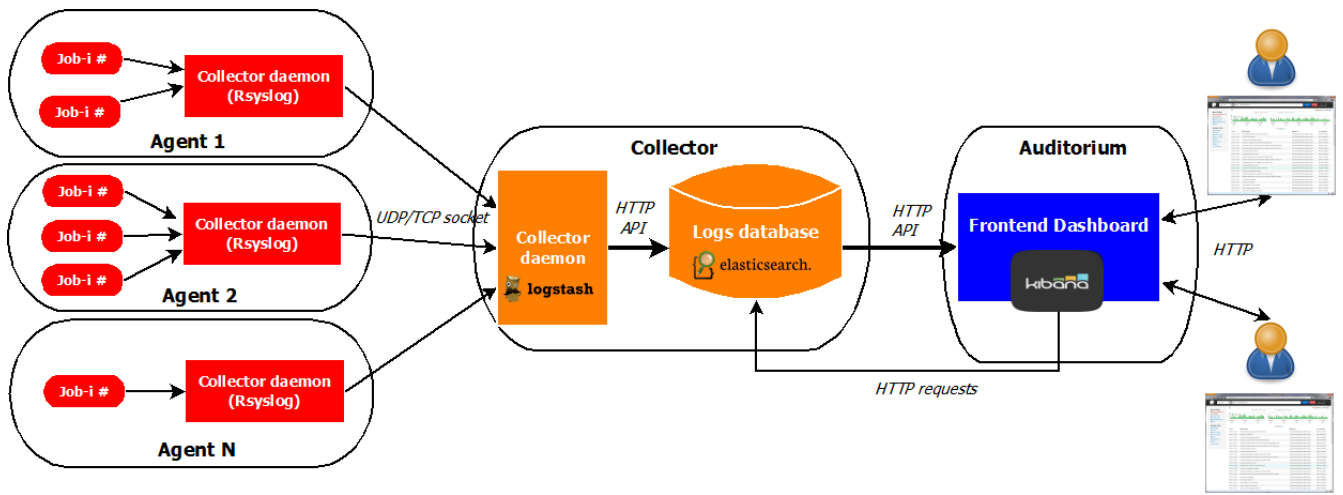 Job-i #
Job-i #
Collector daemon
(Rsyslog)
Agent 1
Job-i #
Job-i #
Job-i #
Collector daemon
(Rsyslog)
Agent 2
Job-i #
Collector daemon
(Rsyslog)
Agent N
UDP/TCP socket
Collector
Collector
daemon
logstash
HTTP
API
Logs database
elasticsearch.
HTTP
API
Auditorium
Frontend Dashboard
kibana
HTTP
HTTP requests